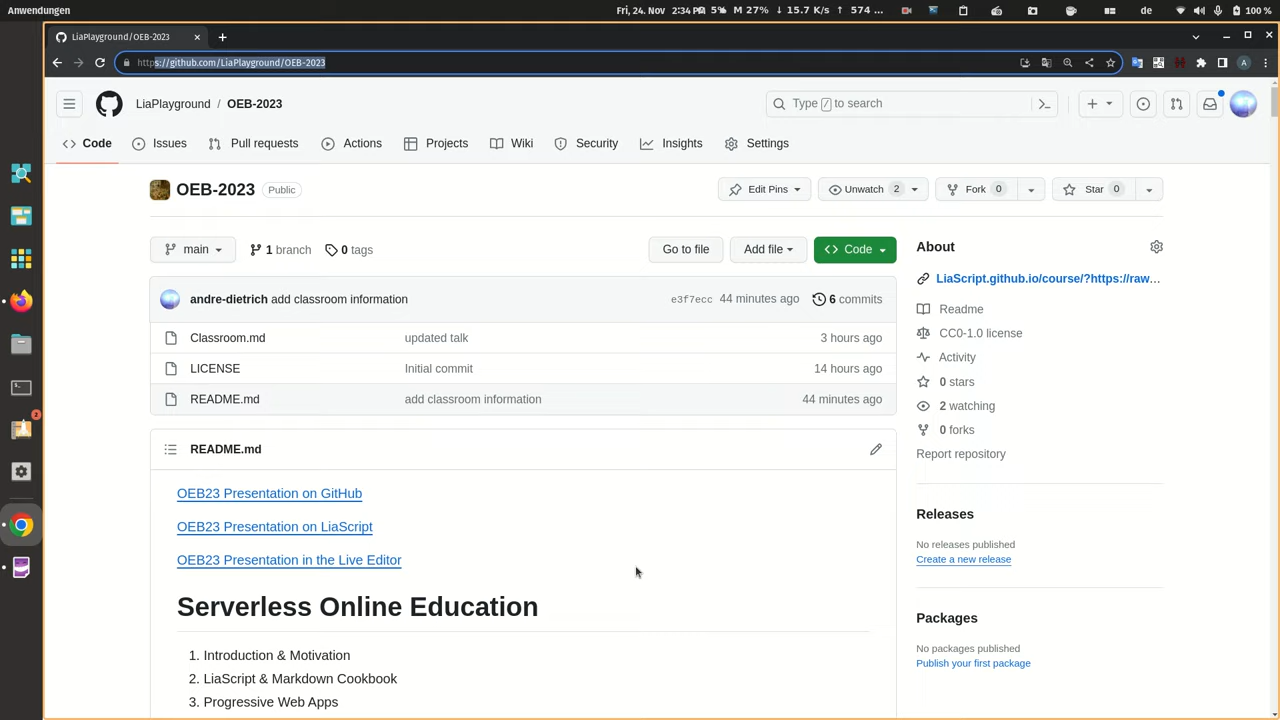 Anwendungen
Fri, 24. Nov 2:34 PM 5% M 27% ↓ 15.7 K/s ↑ 574 ... de 100 %
LiaPlayground/OEB-2023
https://github.com/LiaPlayground/OEB-2023
A
LiaPlayground / OEB-2023
Type / to search
Code Issues Pull requests Actions Projects Wiki Security Insights Settings
OEB-2023 Public
Edit Pins Unwatch 2 Fork 0 Star 0
main 1 branch 0 tags Go to file Add file Code
About
LiaScript.github.io/course/?https://raw...
andre-dietrich add classroom information e3f7ecc 44 minutes ago 6 commits
Readme
CC0-1.0 license
Classroom.md updated talk 3 hours ago
Activity
LICENSE Initial commit 14 hours ago
0 stars
README.md add classroom information 44 minutes ago
2 watching
2
0 forks
README.md
Report repository
OEB23 Presentation on GitHub
Releases
OEB23 Presentation on LiaScript
No releases published
OEB23 Presentation in the Live Editor
Create a new release
Serverless Online Education
Packages
1. Introduction & Motivation
No packages published
2. LiaScript & Markdown Cookbook
Publish your first package
3. Progressive Web Apps